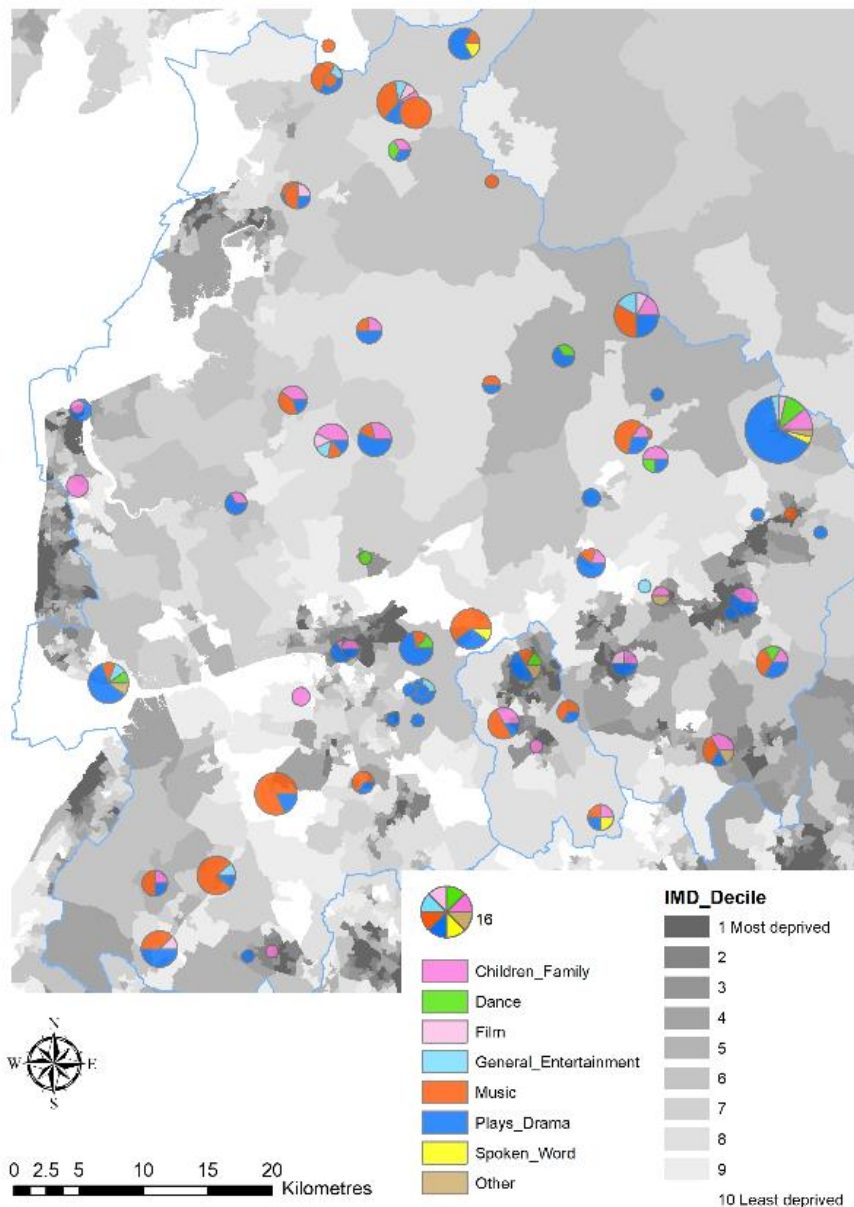 16
Children_Family
Dance
Film
General_Entertainment
Music
Plays_Drama
Spoken_Word
Other
IMD_Decile
1 Most deprived
2
3
4
5
6
7
8
9
10 Least deprived
N
W E
S
0 2.5 5 10 15 20
Kilometres